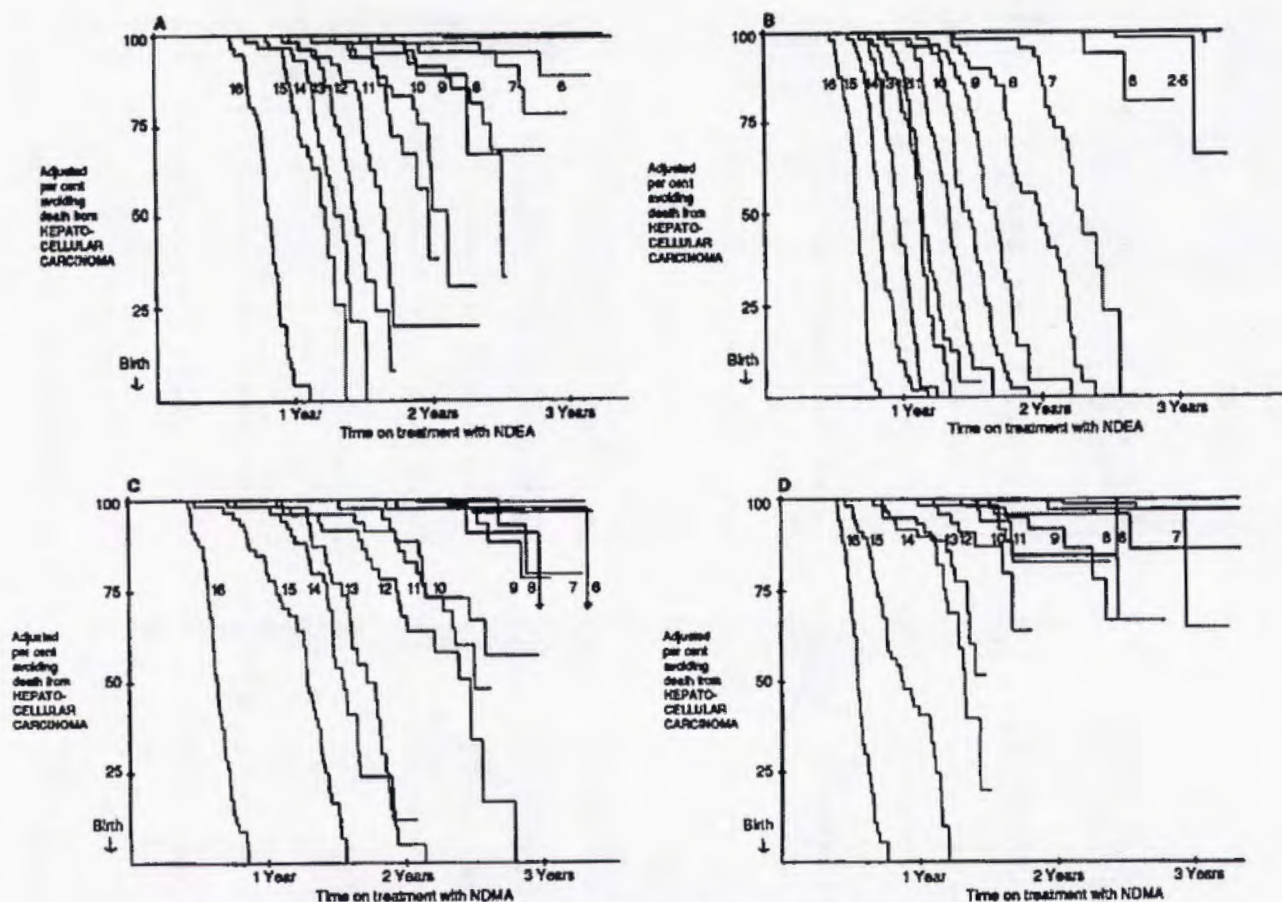 A
100
16 15 14 13 12 11 10 9 8 7 6
75
Adjusted
per cent
avoiding
death from
HEPATO-
CELLULAR
CARCINOMA
50
25
Birth
↓
1 Year 2 Years 3 Years
Time on treatment with NDEA
B
100
16 15 14 13 12 11 10 9 8 7 6 2-5
75
Adjusted
per cent
avoiding
death from
HEPATO-
CELLULAR
CARCINOMA
50
25
Birth
↓
1 Year 2 Years 3 Years
Time on treatment with NDEA
C
100
16 15 14 13 12 11 10 9 8 7 6
75
Adjusted
per cent
avoiding
death from
HEPATO-
CELLULAR
CARCINOMA
50
25
Birth
↓
1 Year 2 Years 3 Years
Time on treatment with NDMA
D
100
16 15 14 13 12 10 11 9 8 6 7
75
Adjusted
per cent
avoiding
death from
HEPATO-
CELLULAR
CARCINOMA
50
25
Birth
↓
1 Year 2 Years 3 Years
Time on treatment with NDMA